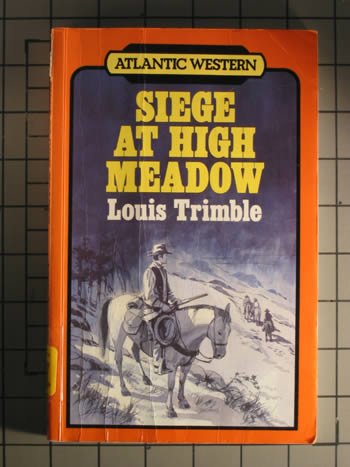 ATLANTIC WESTERN
SIEGE
AT HIGH
MEADOW
Louis Trimble